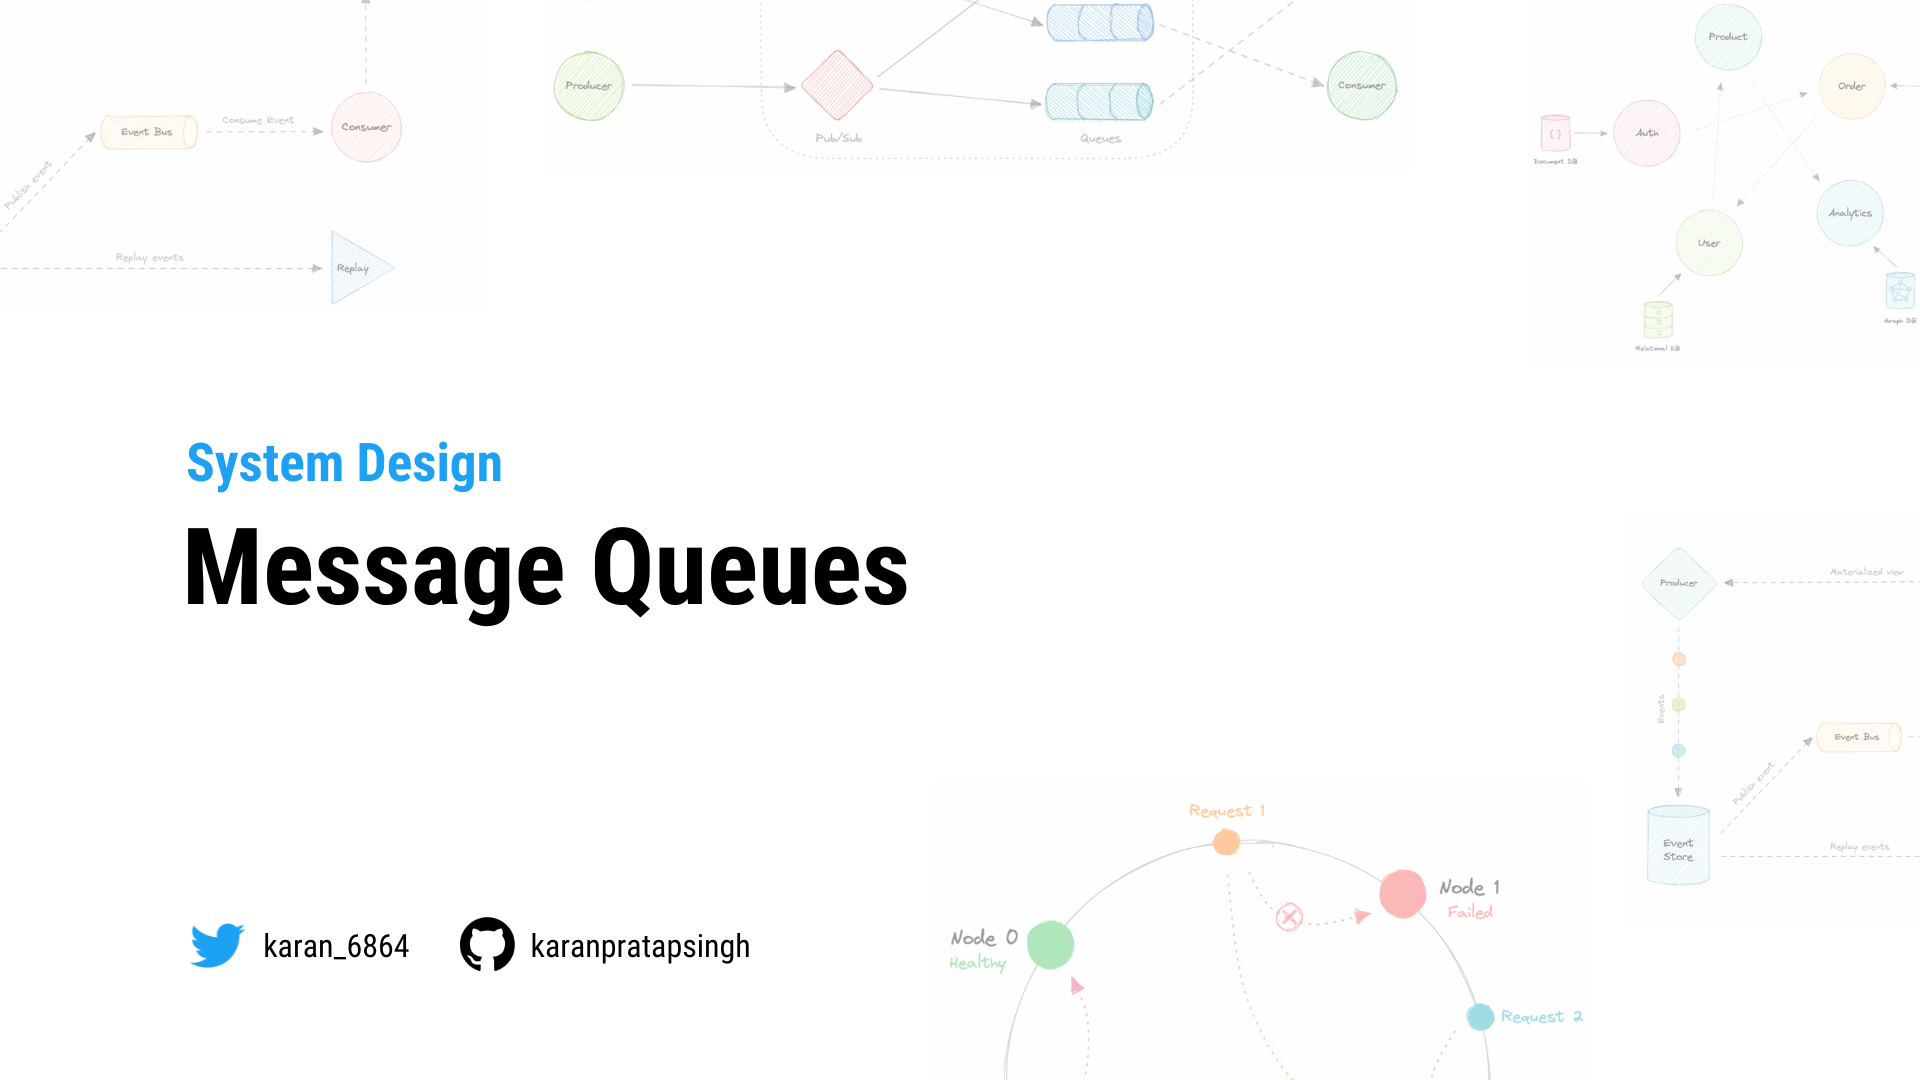 Consume Event
Event Bus
Consumer
Publish event
Replay events
Replay
Producer
Pub/Sub
Queues
Consumer
Product
Order
Auth
{ }
Document DB
Analytics
User
Graph DB
Relational DB
System Design
Message Queues
Producer
Materialized view
Events
Event Bus
Publish event
Event
Store
Replay events
Request 1
Node 1
Failed
Node 0
Healthy
Request 2
karan_6864
karanpratapsingh